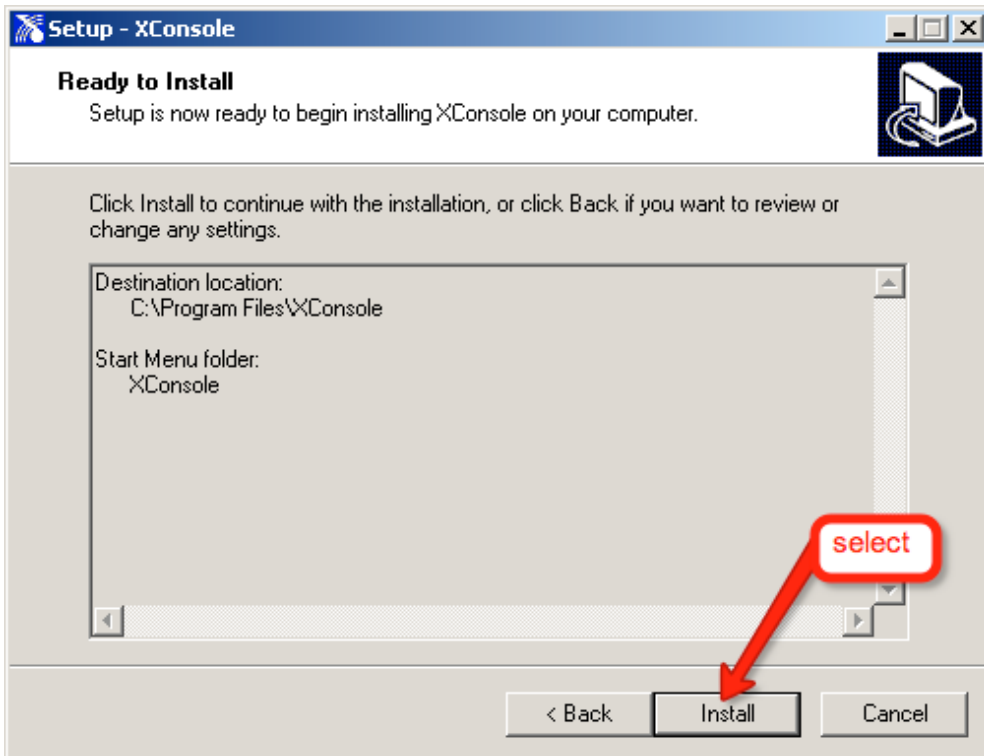 Setup - XConsole
Ready to Install
Setup is now ready to begin installing XConsole on your computer.
Click Install to continue with the installation, or click Back if you want to review or
change any settings.
Destination location:
C:\Program Files\XConsole
Start Menu folder:
XConsole
select
< Back
Install
Cancel